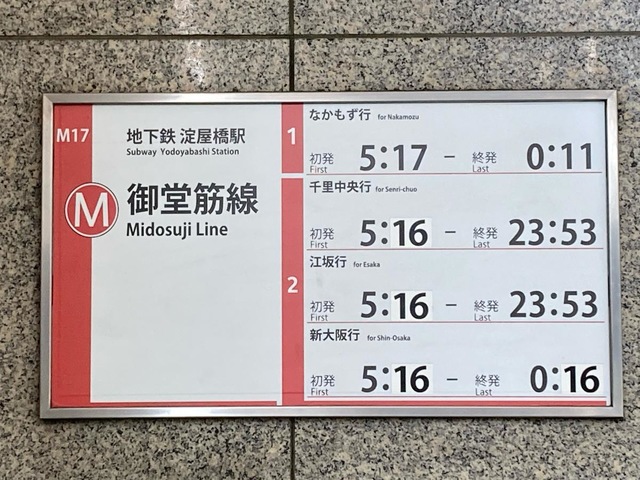 M17
地下鉄 淀屋橋駅
Subway Yodoyabashi Station
M 御堂筋線
Midosuji Line
1
なかもず行 for Nakamozu
初発 First 5:17 − 終発 Last 0:11
2
千里中央行 for Senri-chuo
初発 First 5:16 − 終発 Last 23:53
江坂行 for Esaka
初発 First 5:16 − 終発 Last 23:53
新大阪行 for Shin-Osaka
初発 First 5:16 − 終発 Last 0:16